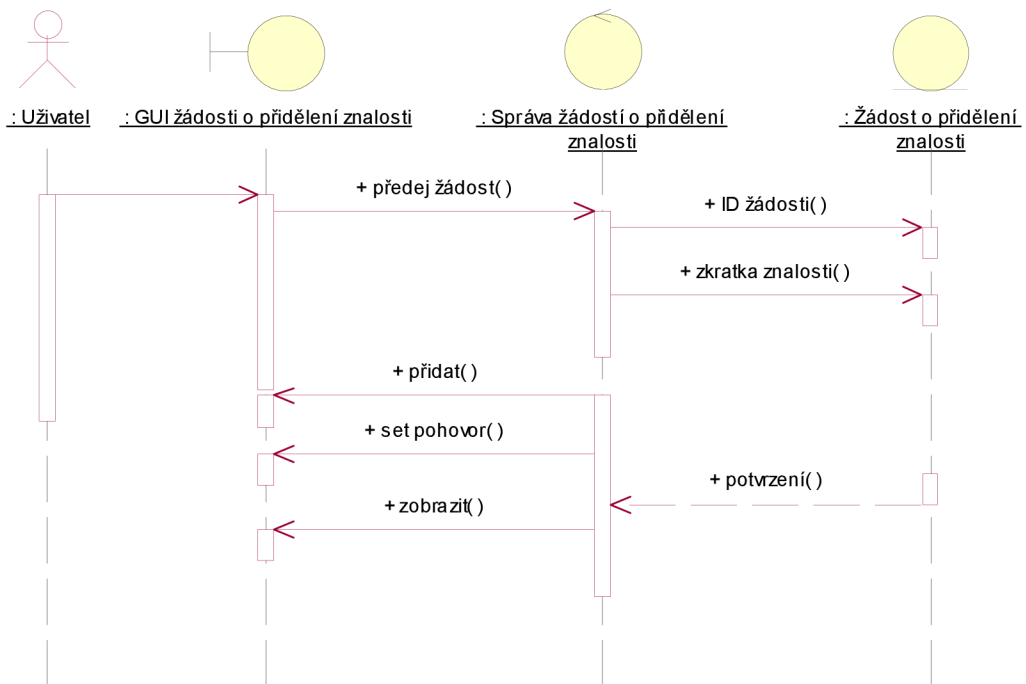 : Uživatel
: GUI žádosti o přidělení znalosti
: Správa žádostí o přidělení
znalosti
: Žádost o přidělení
znalosti
+ předej žádost( )
+ ID žádosti( )
+ zkratka znalosti( )
+ přidat( )
+ set pohovor( )
+ potvrzení( )
+ zobrazit( )